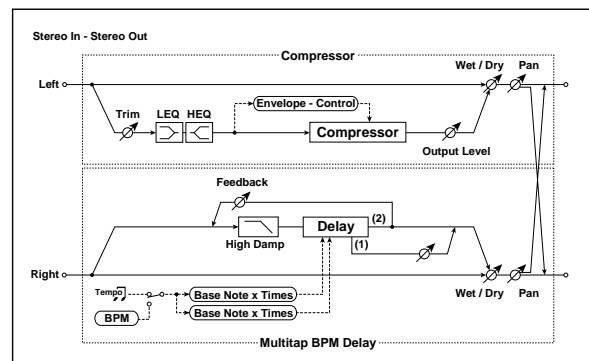 Stereo In - Stereo Out
Compressor
Wet / Dry
Pan
Left
Envelope - Control
Trim
LEQ
HEQ
Compressor
Output Level
Feedback
Delay
(2)
(1)
High Damp
Right
Wet / Dry
Pan
Tempo
Base Note x Times
BPM
Base Note x Times
Multitap BPM Delay